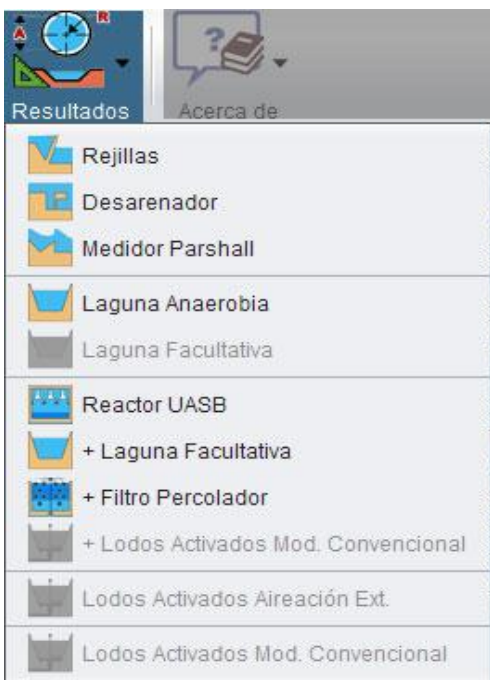 A
R
?
Resultados
Acerca de
Rejillas
Desarenador
Medidor Parshall
Laguna Anaerobia
Laguna Facultativa
Reactor UASB
+ Laguna Facultativa
+ Filtro Percolador
+ Lodos Activados Mod. Convencional
Lodos Activados Aireación Ext.
Lodos Activados Mod. Convencional